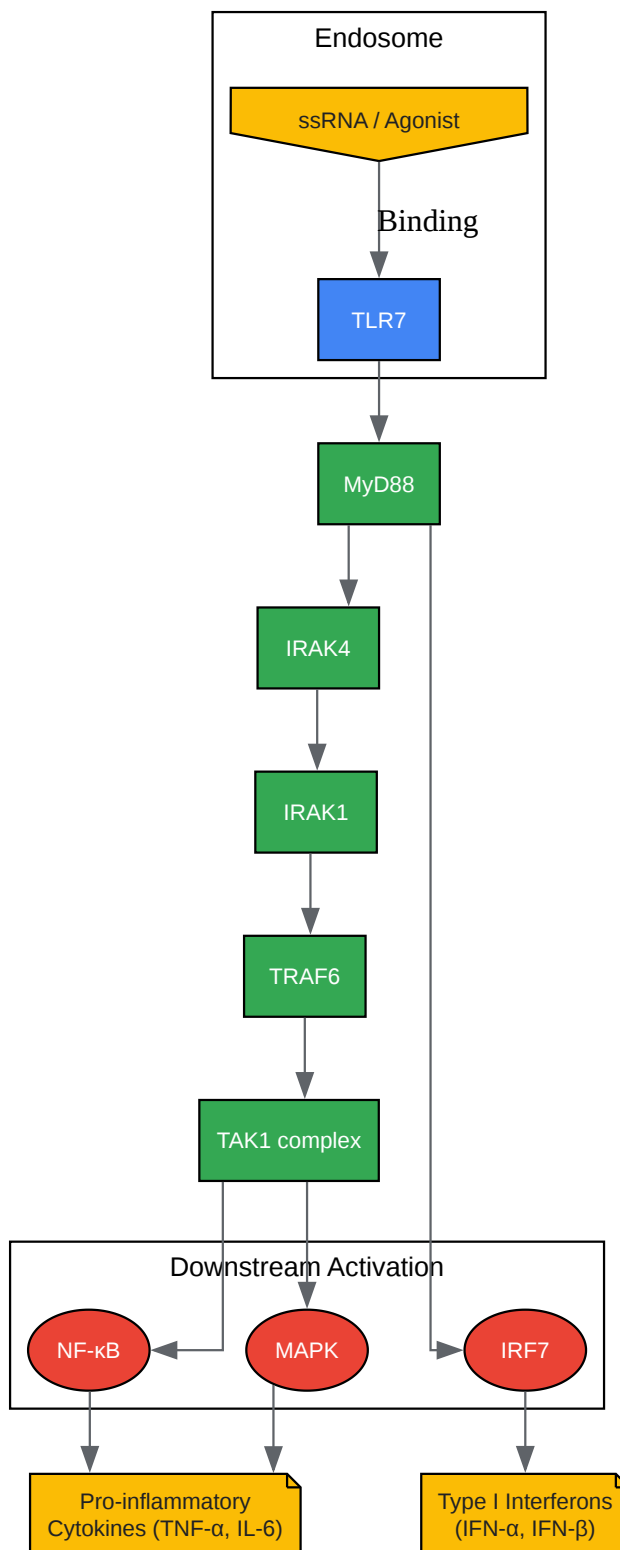 Endosome
ssRNA / Agonist
Binding
TLR7
MyD88
IRAK4
IRAK1
TRAF6
TAK1 complex
Downstream Activation
NF-κB
MAPK
IRF7
Pro-inflammatory
Cytokines (TNF-α, IL-6)
Type I Interferons
(IFN-α, IFN-β)